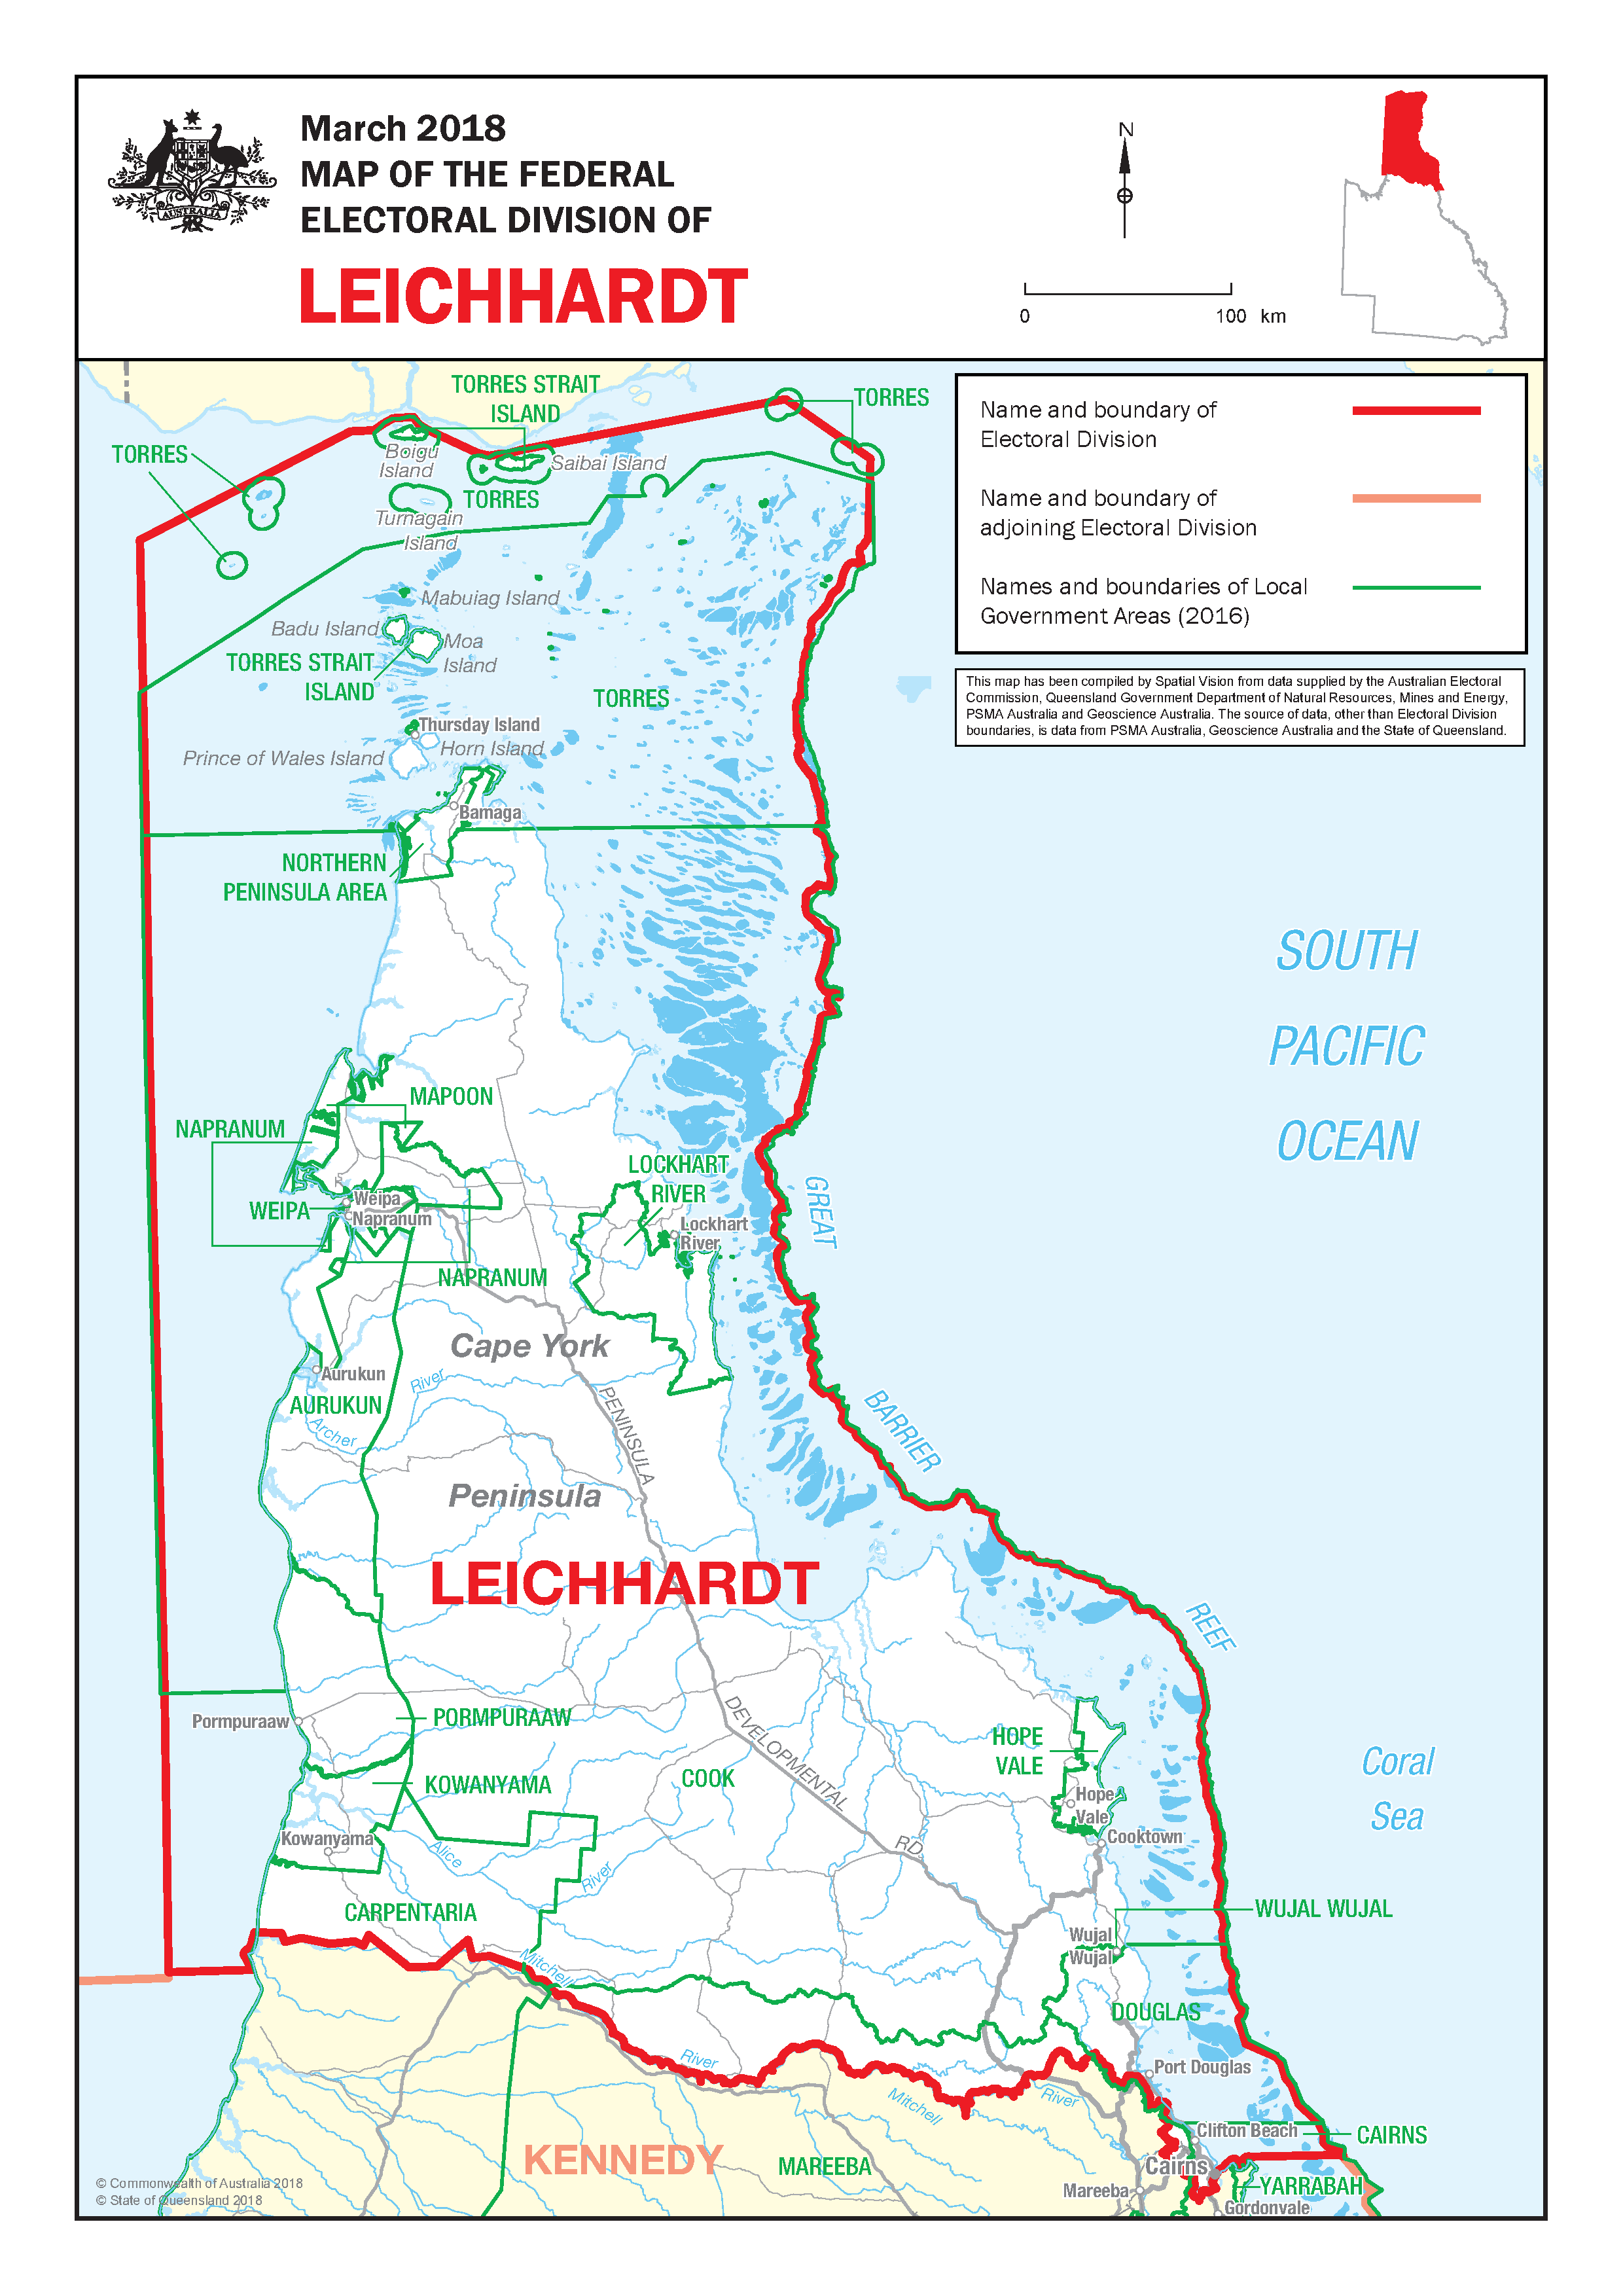 March 2018
MAP OF THE FEDERAL
ELECTORAL DIVISION OF
LEICHHARDT
AUSTRALIA
N
0 100 km
Name and boundary of
Electoral Division
Name and boundary of
adjoining Electoral Division
Names and boundaries of Local
Government Areas (2016)
This map has been compiled by Spatial Vision from data supplied by the Australian Electoral
Commission, Queensland Government Department of Natural Resources, Mines and Energy,
PSMA Australia and Geoscience Australia. The source of data, other than Electoral Division
boundaries, is data from PSMA Australia, Geoscience Australia and the State of Queensland.
TORRES STRAIT
ISLAND
TORRES
TORRES
Boigu
Island
Saibai Island
TORRES
Turnagain
Island
Mabuiag Island
Badu Island
Moa
Island
TORRES STRAIT
ISLAND
TORRES
Thursday Island
Horn Island
Prince of Wales Island
Bamaga
NORTHERN
PENINSULA AREA
SOUTH
PACIFIC
OCEAN
MAPOON
NAPRANUM
LOCKHART
RIVER
GREAT
WEIPA
Weipa
Napranum
Lockhart
River
NAPRANUM
Cape York
Aurukun
River
AURUKUN
Archer
PENINSULA
BARRIER
Peninsula
LEICHHARDT
REEF
Pormpuraaw
PORMPURAAW
DEVELOPMENTAL
HOPE
VALE
Coral
Sea
KOWANYAMA
COOK
Hope
Vale
Kowanyama
Alice
River
RD
Cooktown
CARPENTARIA
WUJAL WUJAL
Wujal
Wujal
Mitchell
DOUGLAS
River
Port Douglas
Mitchell
River
Clifton Beach
CAIRNS
KENNEDY
MAREEBA
Cairns
Mareeba
YARRABAH
Gordonvale
© Commonwealth of Australia 2018
© State of Queensland 2018